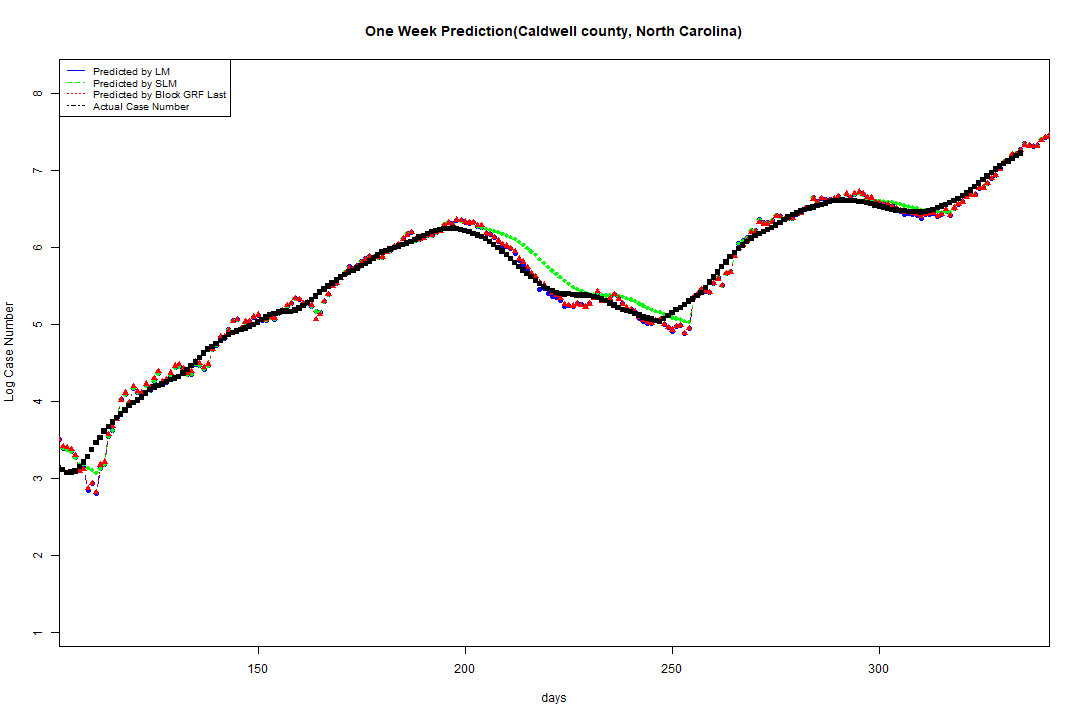 One Week Prediction(Caldwell county, North Carolina)
Predicted by LM
Predicted by SLM
Predicted by Block GRF Last
Actual Case Number
8
7
6
5
4
3
2
1
Log Case Number
150 200 250 300
days